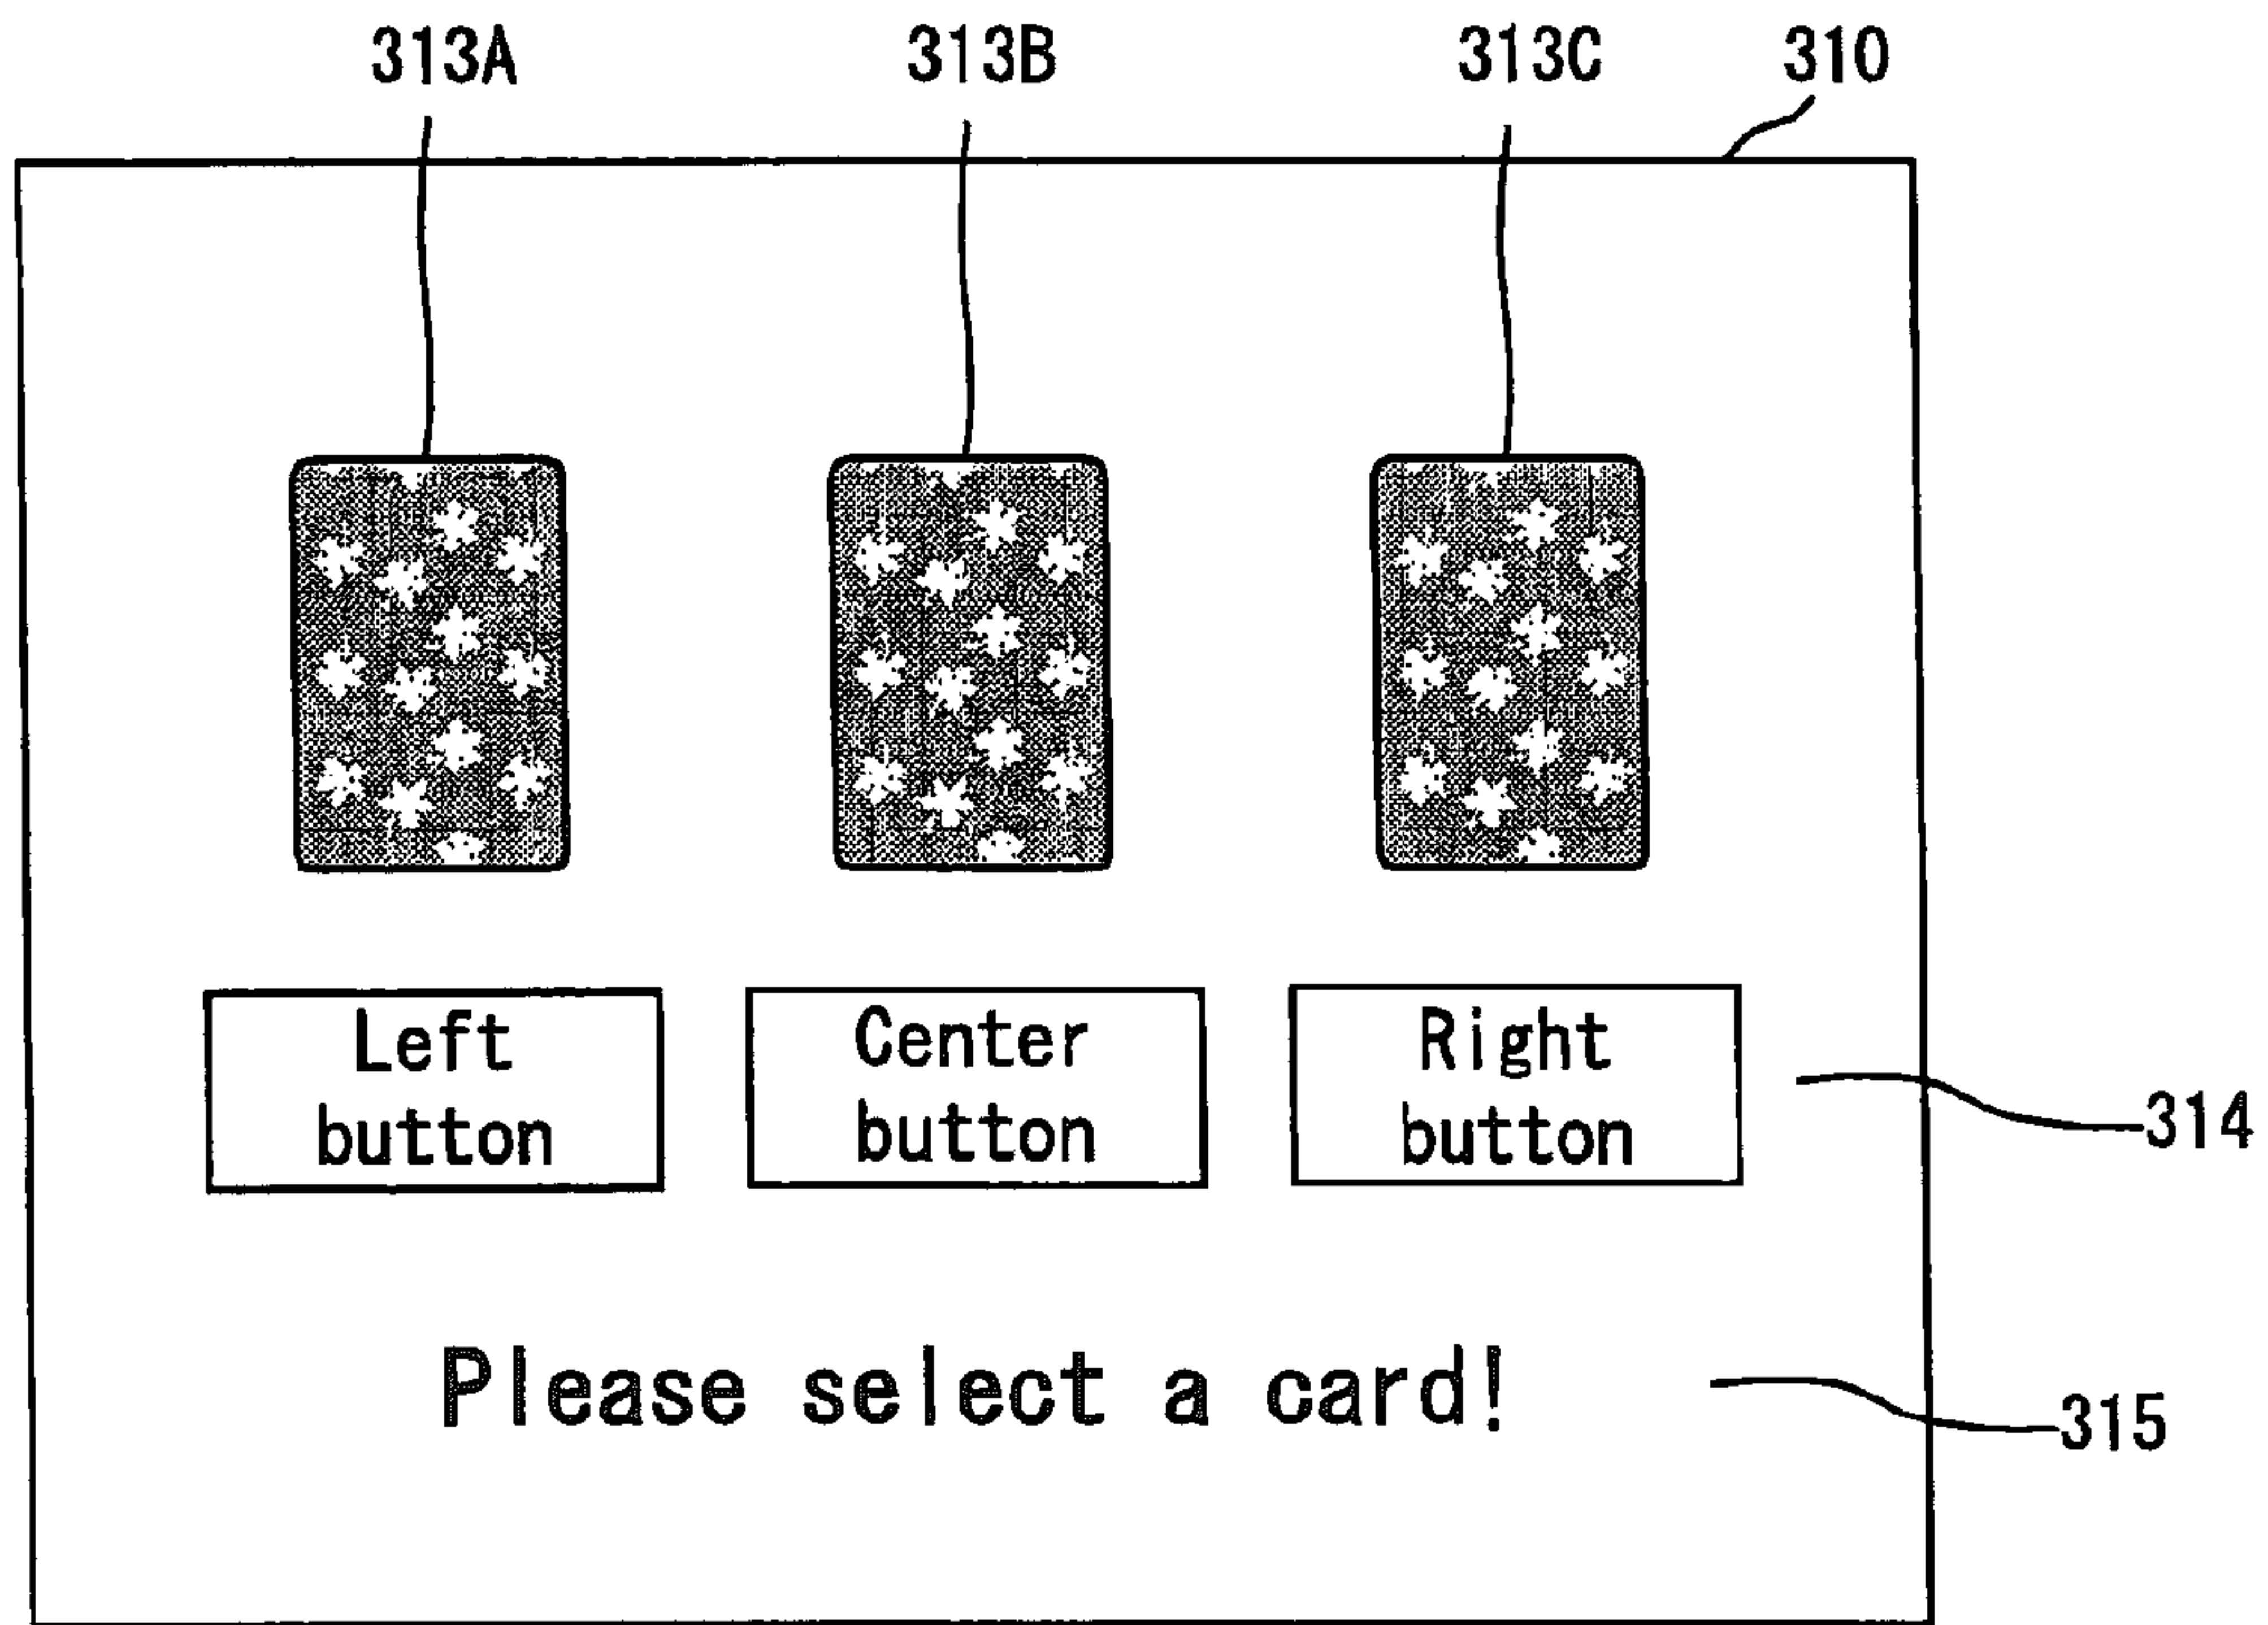 313A 313B 313C 310
Left button
Center button
Right button
314
Please select a card!
315